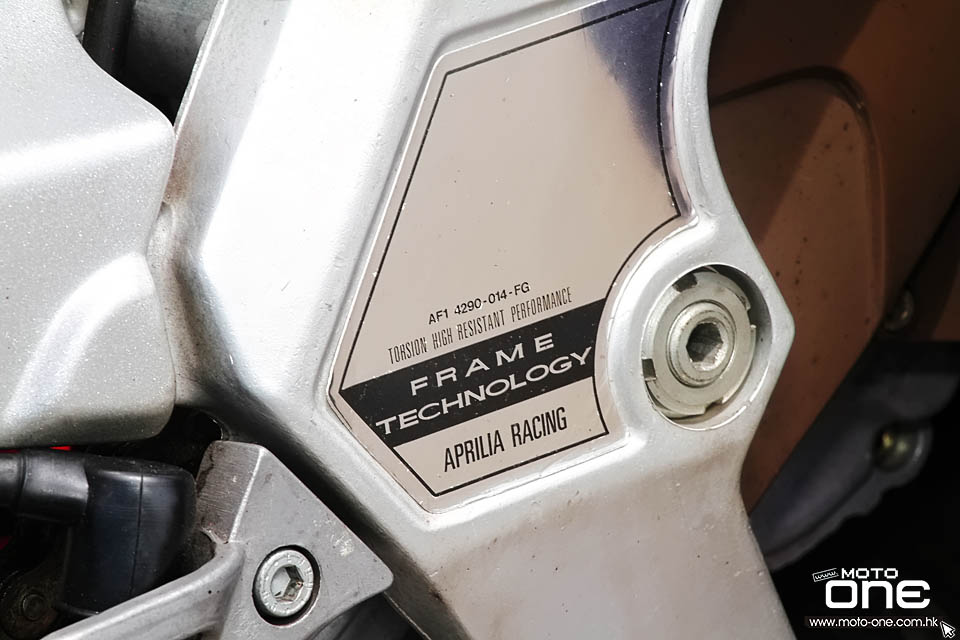 AF1 4290-014-FG
TORSION HIGH RESISTANT PERFORMANCE
FRAME
TECHNOLOGY
APRILIA RACING
www.
MOTO
ONE
www.moto-one.com.hk